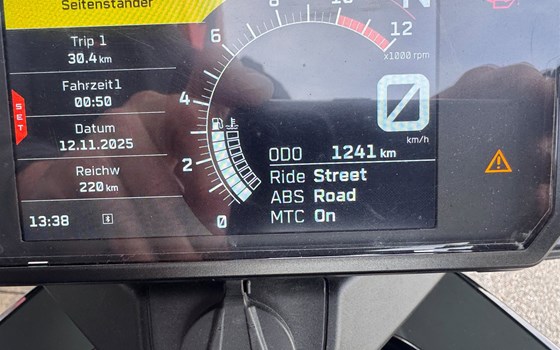 Seitenständer
Trip 1
30.4 km
Fahrzeit1
00:50
SET
Datum
12.11.2025
Reichw
220 km
13:38
0
2
4
6
8
10
12
x1000 rpm
N
0
km/h
ODO 1241 km
Ride Street
ABS Road
MTC On